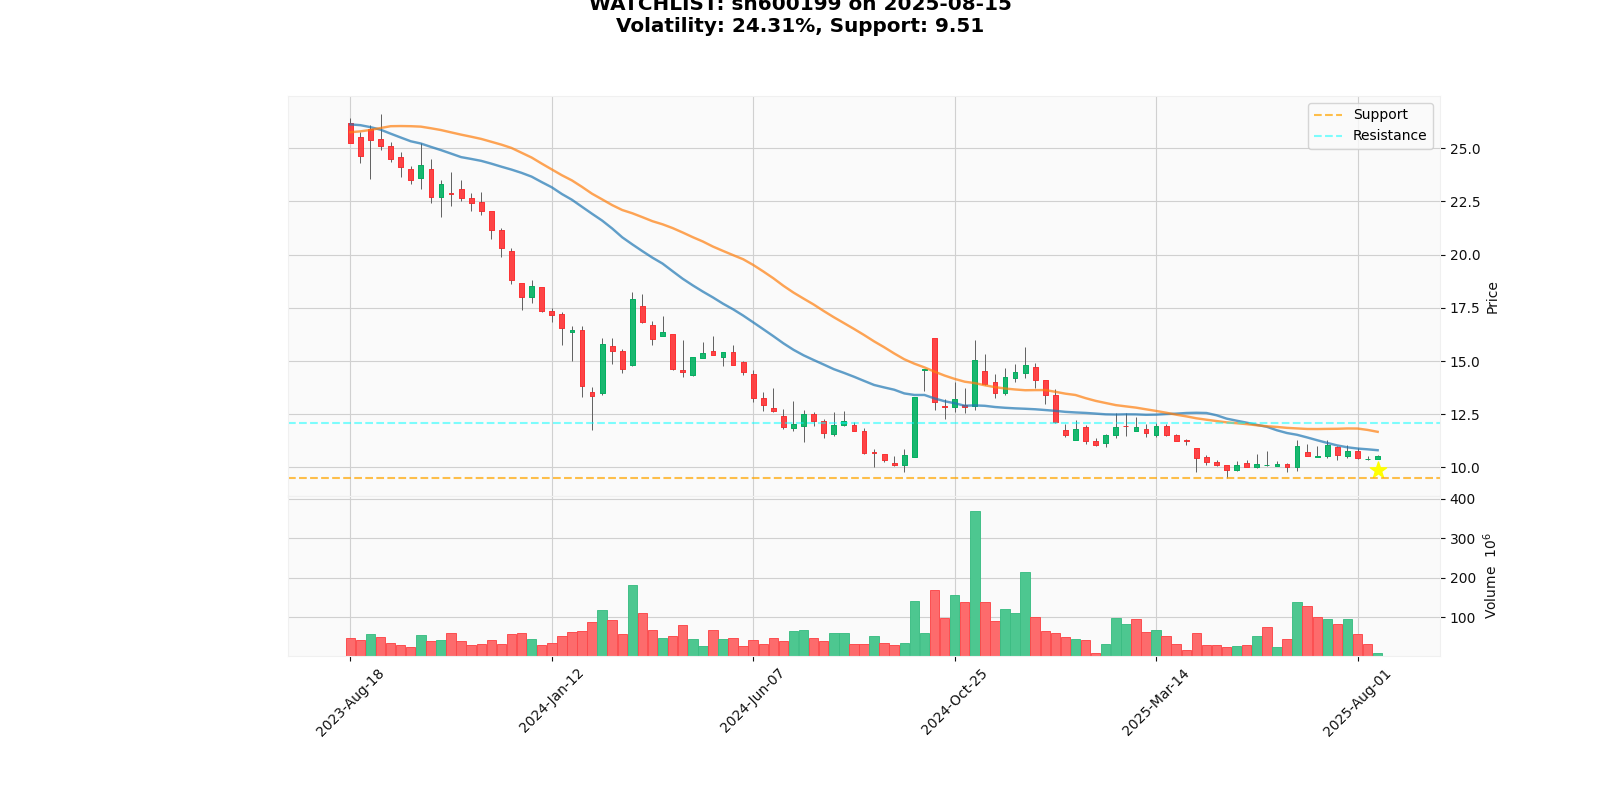 WATCHLIST: sh600199 on 2025-08-15
Volatility: 24.31%, Support: 9.51
Support
Resistance
25.0
22.5
20.0
17.5
15.0
12.5
10.0
Price
400
300
200
100
Volume 10⁶
2023-Aug-18
2024-Jan-12
2024-Jun-07
2024-Oct-25
2025-Mar-14
2025-Aug-01